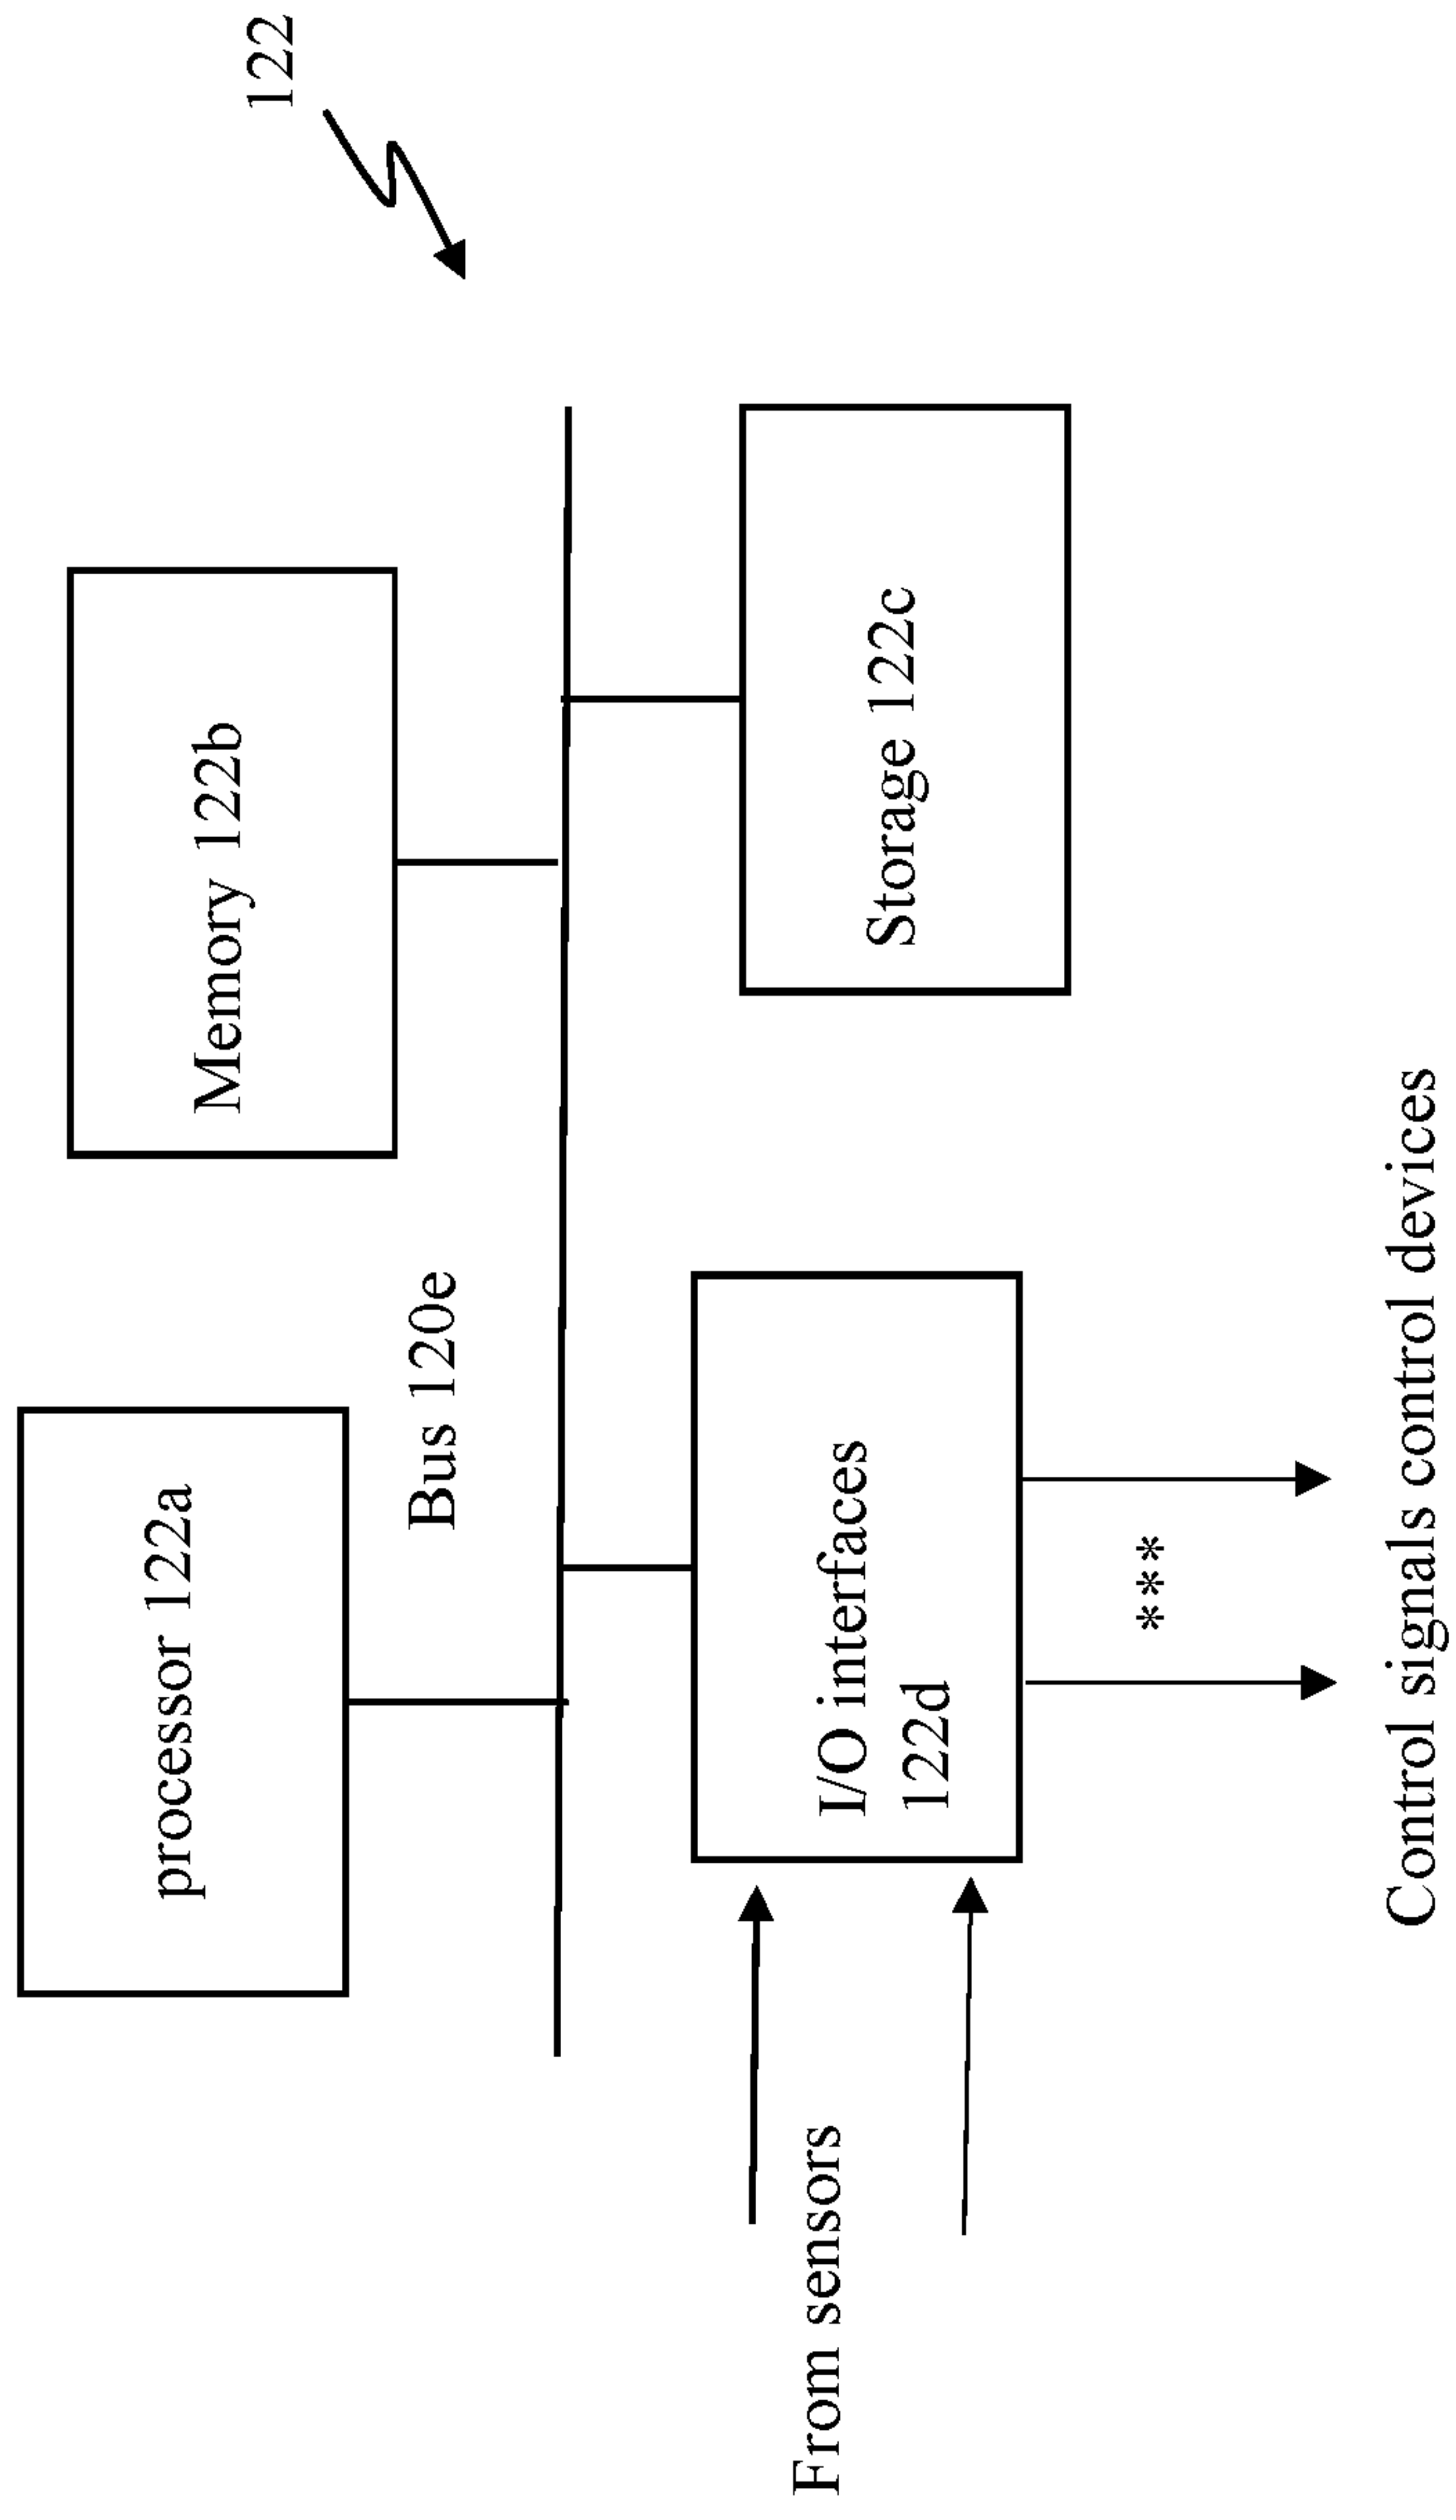 122
processor 122a
Memory 122b
Bus 120e
I/O interfaces
122d
Storage 122c
From sensors
***
Control signals control devices